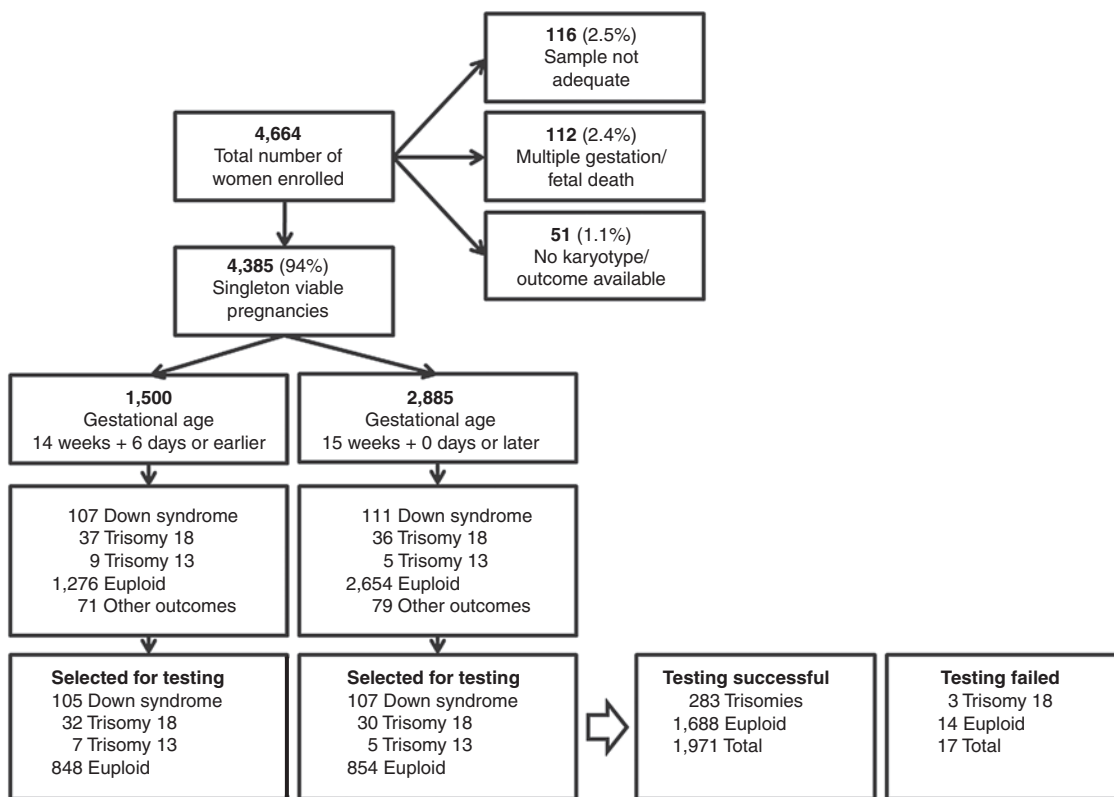 116 (2.5%)
Sample not
adequate
4,664
Total number of
women enrolled
112 (2.4%)
Multiple gestation/
fetal death
51 (1.1%)
No karyotype/
outcome available
4,385 (94%)
Singleton viable
pregnancies
1,500
Gestational age
14 weeks + 6 days or earlier
2,885
Gestational age
15 weeks + 0 days or later
107 Down syndrome
37 Trisomy 18
9 Trisomy 13
1,276 Euploid
71 Other outcomes
111 Down syndrome
36 Trisomy 18
5 Trisomy 13
2,654 Euploid
79 Other outcomes
Selected for testing
105 Down syndrome
32 Trisomy 18
7 Trisomy 13
848 Euploid
Selected for testing
107 Down syndrome
30 Trisomy 18
5 Trisomy 13
854 Euploid
Testing successful
283 Trisomies
1,688 Euploid
1,971 Total
Testing failed
3 Trisomy 18
14 Euploid
17 Total